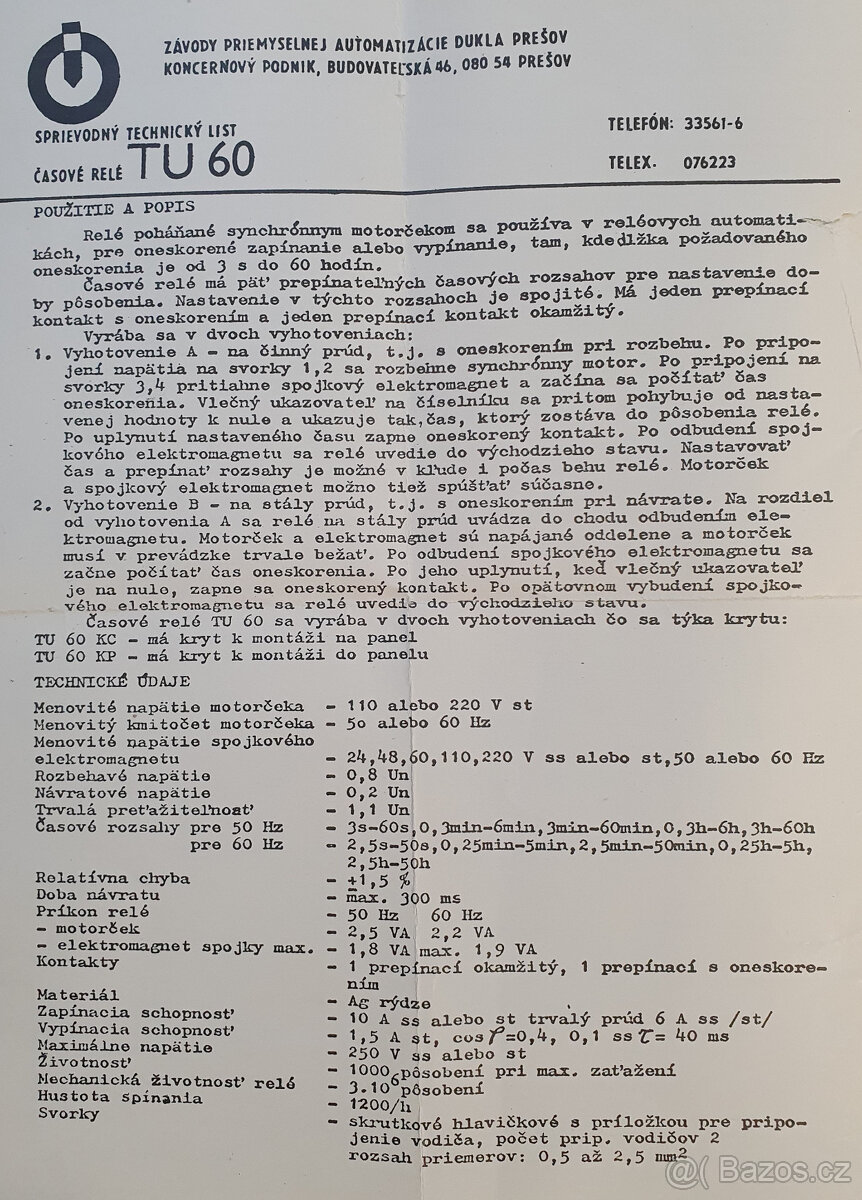 ZÁVODY PRIEMYSELNEJ AUTOMATIZÁCIE DUKLA PREŠOV
KONCERNOVÝ PODNIK, BUDOVATEĽSKÁ 46, 080 54 PREŠOV
SPRIEVODNÝ TECHNICKÝ LIST
ČASOVÉ RELÉ TU 60
TELEFÓN: 33561-6
TELEX. 076223
POUŽITIE A POPIS
Relé poháňané synchrónnym motorčekom sa používa v reléovych automati-
kách, pre oneskorené zapínanie alebo vypínanie, tam, kdedĺžka požadovaného
oneskorenia je od 3 s do 60 hodín.
Časové relé má päť prepínateľných časových rozsahov pre nastavenie do-
by pôsobenia. Nastavenie v týchto rozsahoch je spojité. Má jeden prepínací
kontakt s oneskorením a jeden prepínací kontakt okamžitý.
Vyrába sa v dvoch vyhotoveniach:
1. Vyhotovenie A - na činný prúd, t.j. s oneskorením pri rozbehu. Po pripo-
jení napätia na svorky 1,2 sa rozbehne synchrónny motor. Po pripojení na
svorky 3,4 pritiahne spojkový elektromagnet a začína sa počítať čas
oneskorenia. Vlečný ukazovateľ na číselníku sa pritom pohybuje od nasta-
venej hodnoty k nule a ukazuje tak,čas, ktorý zostáva do pôsobenia relé.
Po uplynutí nastaveného času zapne oneskorený kontakt. Po odbudení spoj-
kového elektromagnetu sa relé uvedie do východzieho stavu. Nastavovať
čas a prepínať rozsahy je možné v kľude i počas behu relé. Motorček
a spojkový elektromagnet možno tiež spúšťať súčasne.
2. Vyhotovenie B - na stály prúd, t.j. s oneskorením pri návrate. Na rozdiel
od vyhotovenia A sa relé na stály prúd uvádza do chodu odbudením ele-
ktromagnetu. Motorček a elektromagnet sú napájané oddelene a motorček
musí v prevádzke trvale bežať. Po odbudení spojkového elektromagnetu sa
začne počítať čas oneskorenia. Po jeho uplynutí, keď vlečný ukazovateľ
je na nule, zapne sa oneskorený kontakt. Po opätovnom vybudení spojko-
vého elektromagnetu sa relé uvedie do východzieho stavu.
Časové relé TU 60 sa vyrába v dvoch vyhotoveniach čo sa týka krytu:
TU 60 KC - má kryt k montáži na panel
TU 60 KP - má kryt k montáži do panelu
TECHNICKÉ ÚDAJE
Menovité napätie motorčeka - 110 alebo 220 V st
Menovitý kmitočet motorčeka - 50 alebo 60 Hz
Menovité napätie spojkového
elektromagnetu - 24,48,60,110,220 V ss alebo st,50 alebo 60 Hz
Rozbehavé napätie - 0,8 Un
Návratové napätie - 0,2 Un
Trvalá preťažiteľnosť - 1,1 Un
Časové rozsahy pre 50 Hz - 3s-60s,0,3min-6min,3min-60min,0,3h-6h,3h-60h
pre 60 Hz - 2,5s-50s,0,25min-5min,2,5min-50min,0,25h-5h,
2,5h-50h
Relatívna chyba - ±1,5 %
Doba návratu - max. 300 ms
Príkon relé - 50 Hz 60 Hz
- motorček - 2,5 VA 2,2 VA
- elektromagnet spojky max. - 1,8 VA max. 1,9 VA
Kontakty - 1 prepínací okamžitý, 1 prepínací s oneskore-
ním
Materiál - Ag rýdze
Zapínacia schopnosť - 10 A ss alebo st trvalý prúd 6 A ss /st/
Vypínacia schopnosť - 1,5 A st, cos φ=0,4, 0,1 ss τ= 40 ms
Maximálne napätie - 250 V ss alebo st
Životnosť - 1000 pôsobení pri max. zaťažení
Mechanická životnosť relé - 3.10⁶ pôsobení
Hustota spínania - 1200/h
Svorky - skrutkové hlavičkové s príložkou pre pripo-
jenie vodiča, počet prip. vodičov 2
rozsah priemerov: 0,5 až 2,5 mm²
@( Bazos.cz